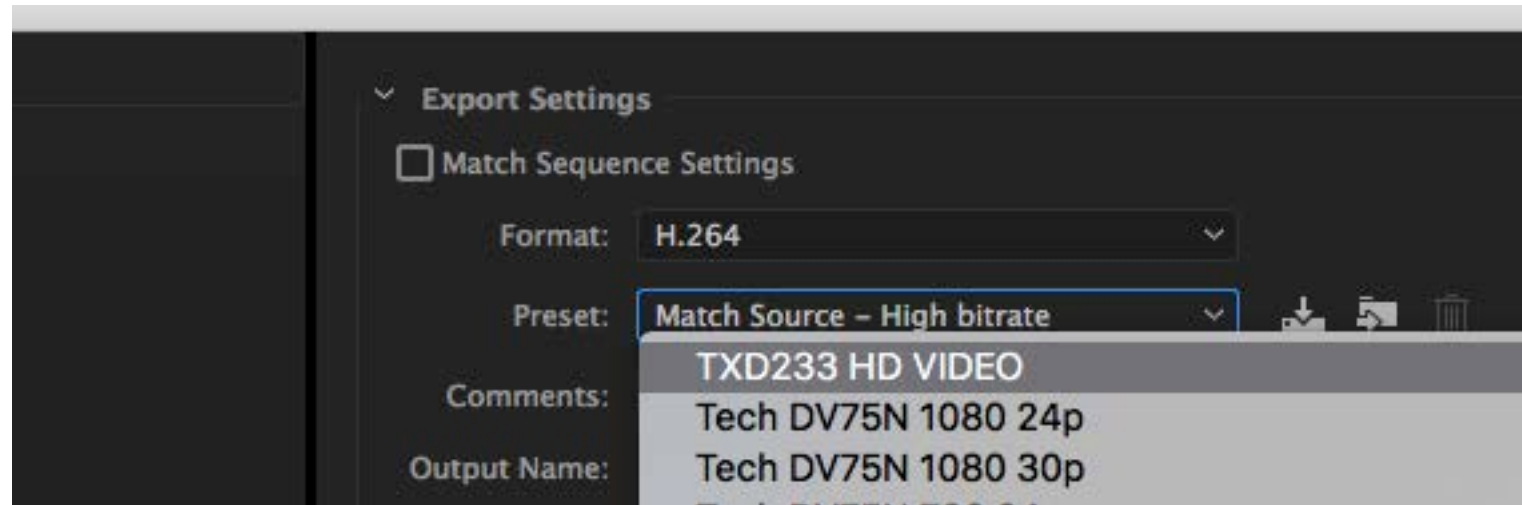 Export Settings
Match Sequence Settings
Format: H.264
Preset: Match Source – High bitrate
TXD233 HD VIDEO
Comments:
Tech DV75N 1080 24p
Output Name:
Tech DV75N 1080 30p